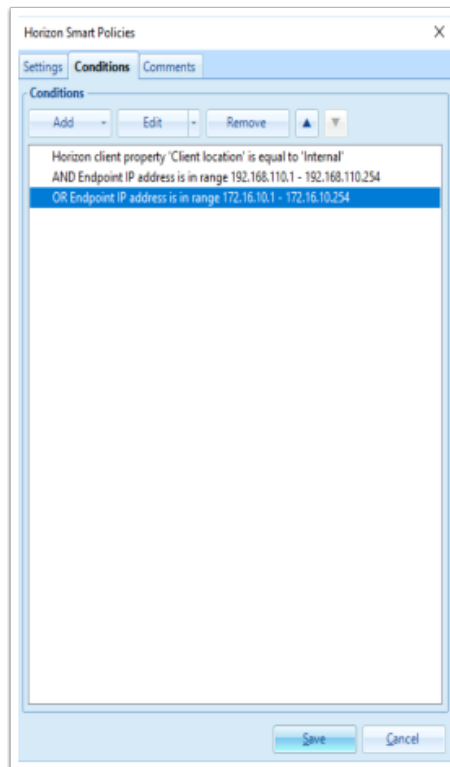 Horizon Smart Policies
Settings Conditions Comments
Conditions
Add Edit Remove
Horizon client property 'Client location' is equal to 'Internal'
AND Endpoint IP address is in range 192.168.110.1 - 192.168.110.254
OR Endpoint IP address is in range 172.16.10.1 - 172.16.10.254
Save Cancel